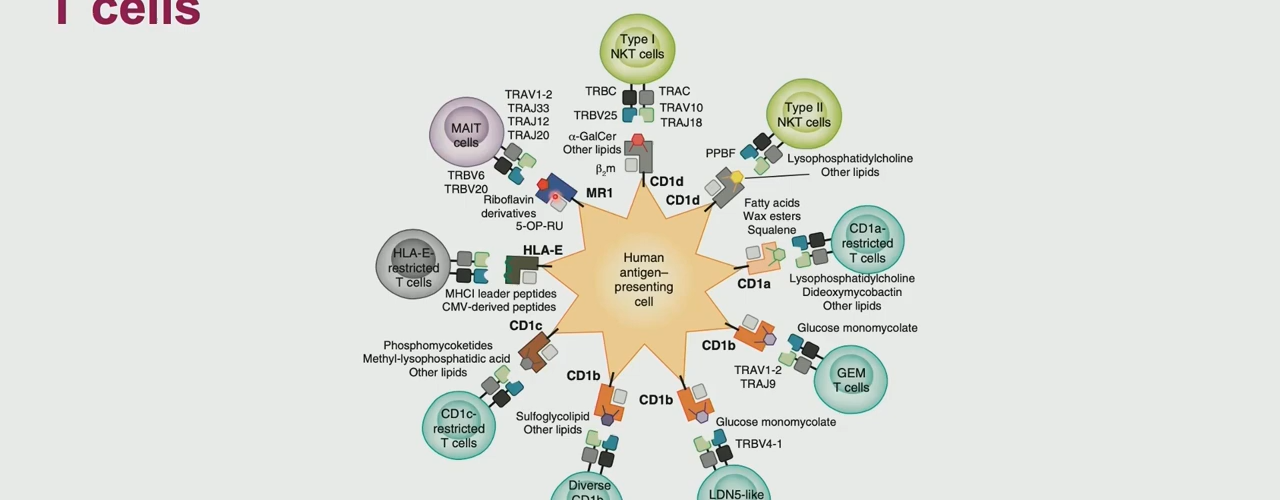 T cells
Type I
NKT cells
TRBC
TRAC
TRBV25
TRAV10
TRAJ18
α-GalCer
Other lipids
β2m
CD1d
Type II
NKT cells
PPBF
Lysophosphatidylcholine
Other lipids
CD1d
TRAV1-2
TRAJ33
TRAJ12
TRAJ20
MAIT
cells
TRBV6
TRBV20
Riboflavin
derivatives
5-OP-RU
MR1
Fatty acids
Wax esters
Squalene
CD1a-
restricted
T cells
CD1a
Lysophosphatidylcholine
Dideoxymycobactin
Other lipids
HLA-E-
restricted
T cells
HLA-E
MHCI leader peptides
CMV-derived peptides
Human
antigen–
presenting
cell
CD1c
Phosphomycoketides
Methyl-lysophosphatidic acid
Other lipids
CD1c-
restricted
T cells
CD1b
Glucose monomycolate
TRAV1-2
TRAJ9
GEM
T cells
CD1b
Sulfoglycolipid
Other lipids
Diverse
CD1b
CD1b
Glucose monomycolate
TRBV4-1
LDN5-like